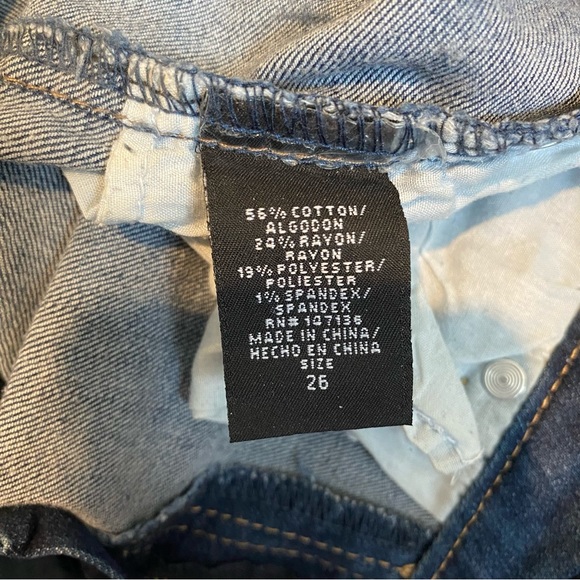 56% COTTON/
ALGODON
24% RAYON/
RAYON
19% POLYESTER/
POLIESTER
1% SPANDEX/
SPANDEX
RN# 147136
MADE IN CHINA/
HECHO EN CHINA
SIZE
26